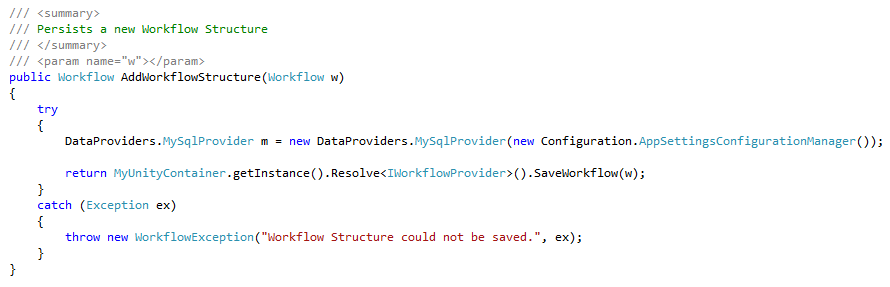 /// <summary>
/// Persists a new Workflow Structure
/// </summary>
/// <param name="w"></param>
public Workflow AddWorkflowStructure(Workflow w)
{
    try
    {
        DataProviders.MySqlProvider m = new DataProviders.MySqlProvider(new Configuration.AppSettingsConfigurationManager());

        return MyUnityContainer.getInstance().Resolve<IWorkflowProvider>().SaveWorkflow(w);
    }
    catch (Exception ex)
    {
        throw new WorkflowException("Workflow Structure could not be saved.", ex);
    }
}